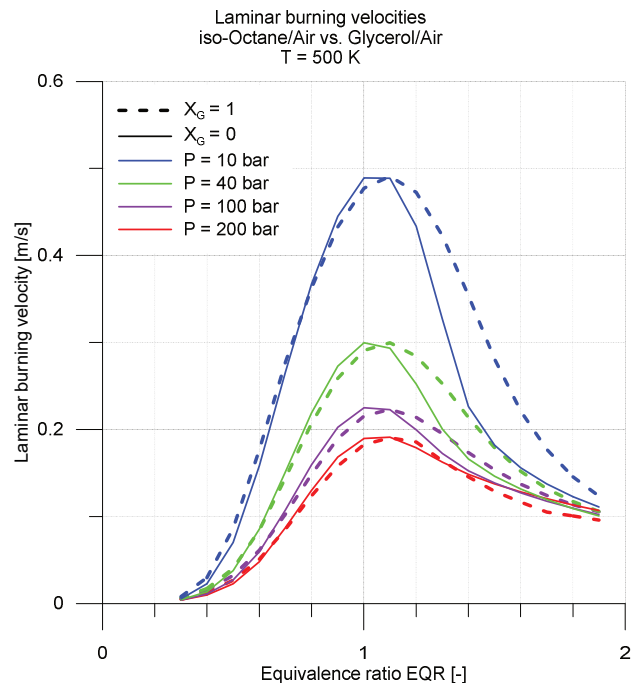 Laminar burning velocities
iso-Octane/Air vs. Glycerol/Air
T = 500 K
0.6
X_G = 1
X_G = 0
P = 10 bar
P = 40 bar
P = 100 bar
P = 200 bar
0.4
Laminar burning velocity [m/s]
0.2
0
0
1
2
Equivalence ratio EQR [-]